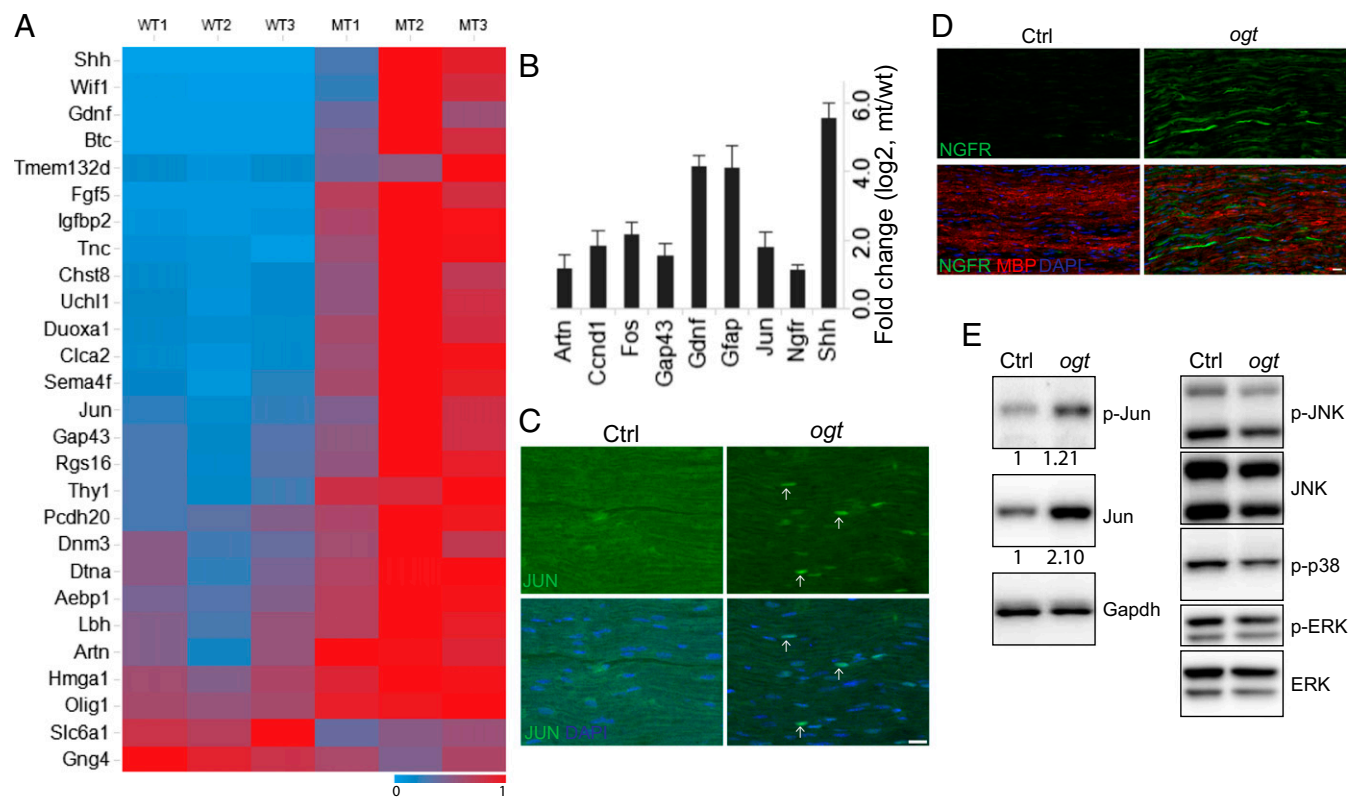 A
WT1 WT2 WT3 MT1 MT2 MT3
Shh
Wif1
Gdnf
Btc
Tmem132d
Fgf5
Igfbp2
Tnc
Chst8
Uchl1
Duoxa1
Clca2
Sema4f
Jun
Gap43
Rgs16
Thy1
Pcdh20
Dnm3
Dtna
Aebp1
Lbh
Artn
Hmga1
Olig1
Slc6a1
Gng4
0 1
B
6.0
4.0
2.0
0.0
Fold change (log2, mt/wt)
Artn
Ccnd1
Fos
Gap43
Gdnf
Gfap
Jun
Ngfr
Shh
C
Ctrl ogt
JUN
JUN DAPI
D
Ctrl ogt
NGFR
NGFR MBP DAPI
E
Ctrl ogt
p-Jun
1 1.21
Jun
1 2.10
Gapdh
Ctrl ogt
p-JNK
JNK
p-p38
p-ERK
ERK